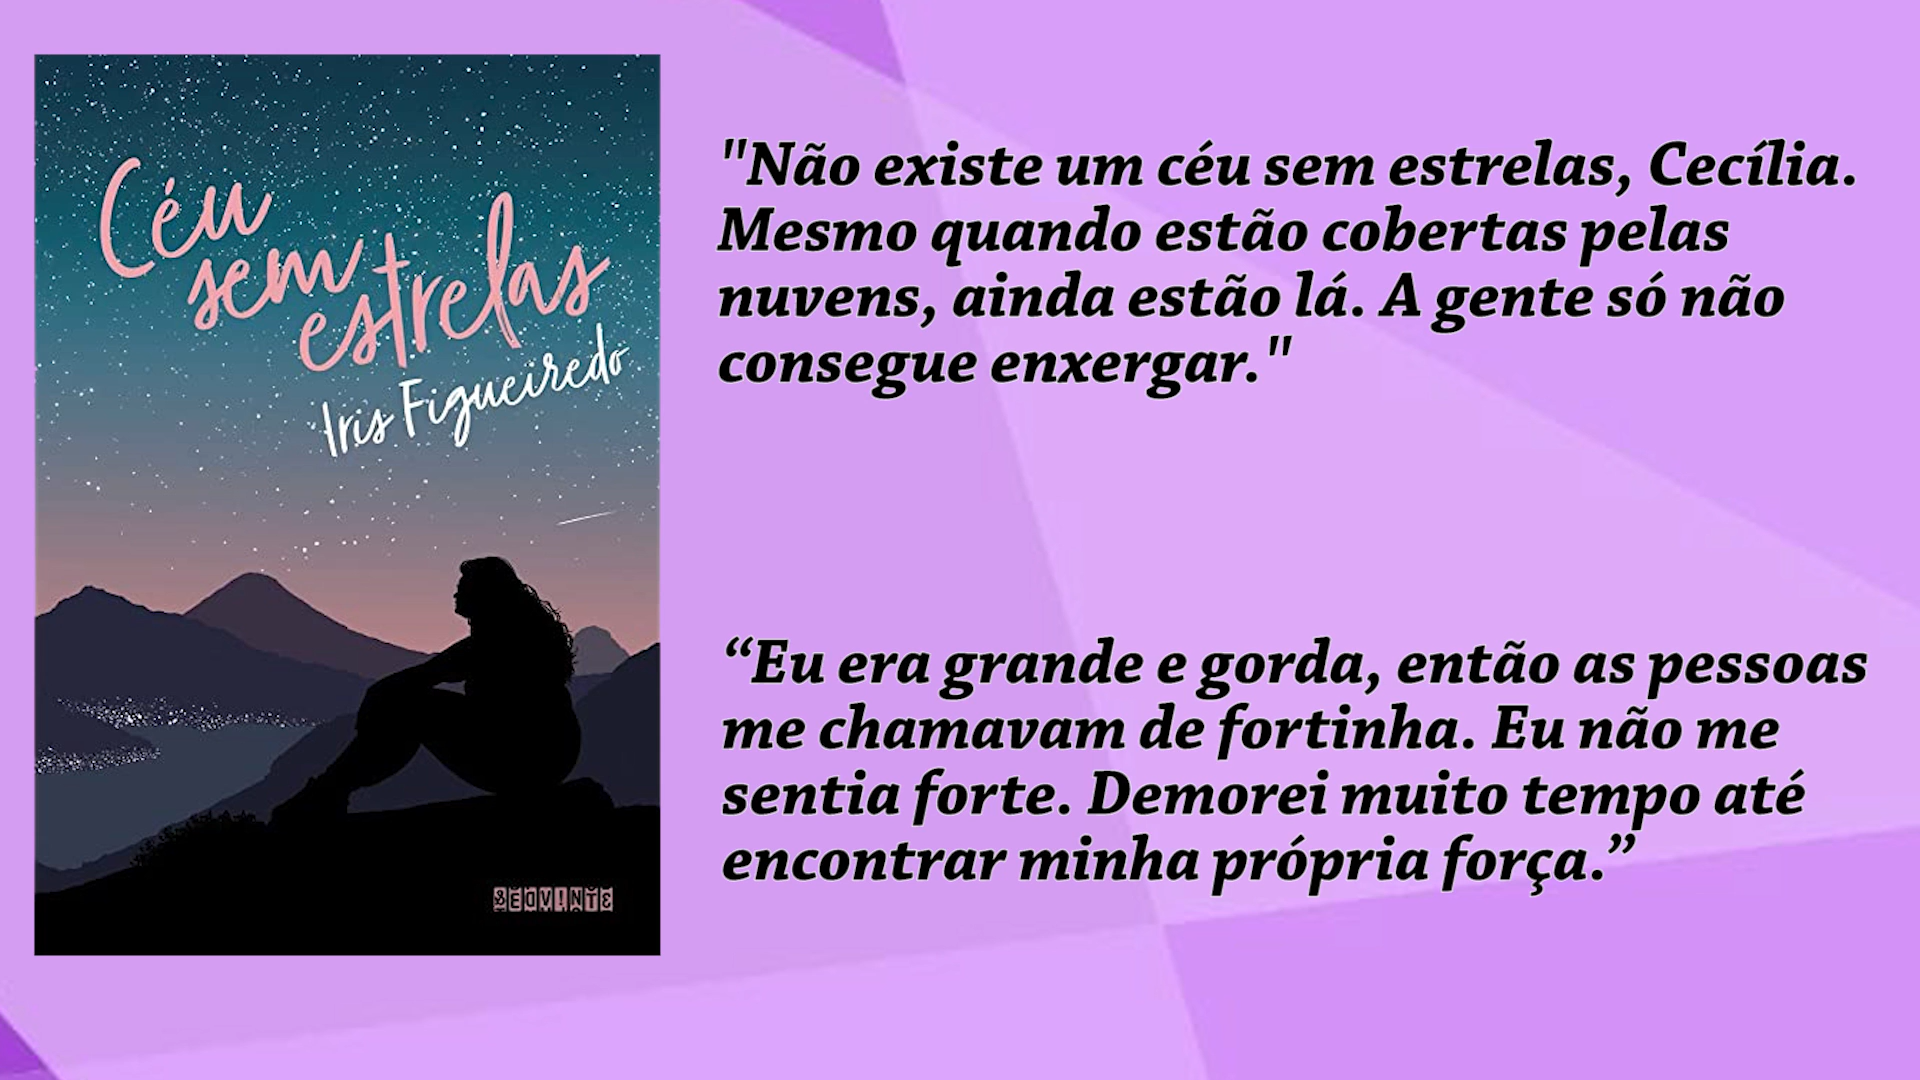 Céu
sem
estrelas
Iris Figueiredo
SEGUINTE
"Não existe um céu sem estrelas, Cecília.
Mesmo quando estão cobertas pelas
nuvens, ainda estão lá. A gente só não
consegue enxergar."
“Eu era grande e gorda, então as pessoas
me chamavam de fortinha. Eu não me
sentia forte. Demorei muito tempo até
encontrar minha própria força.”